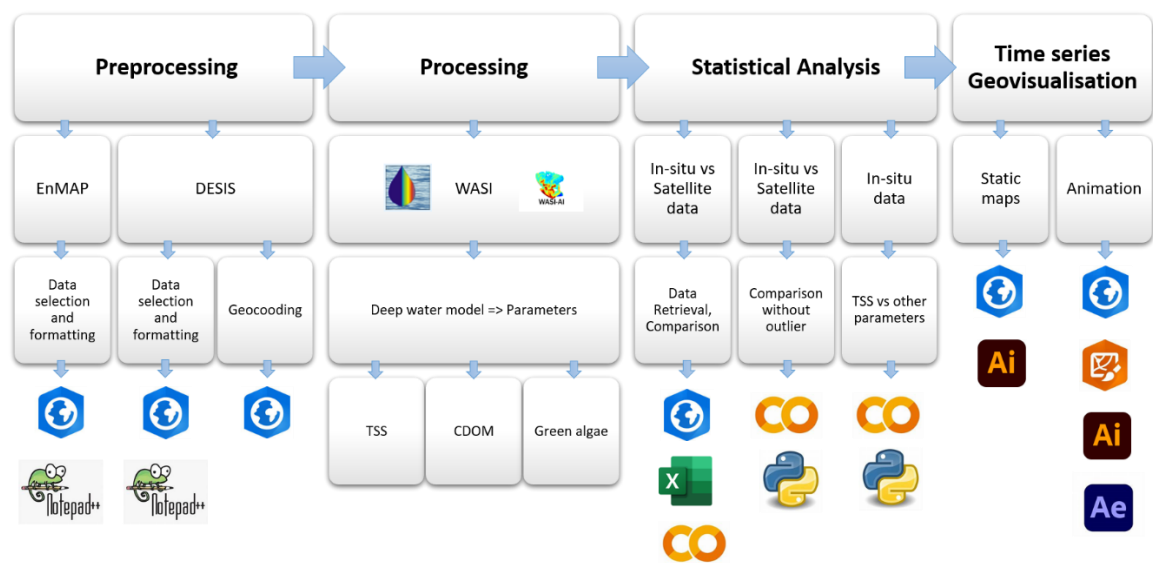 Preprocessing
Processing
Statistical Analysis
Time series
Geovisualisation
EnMAP
DESIS
WASI
WASI-AI
In-situ vs
Satellite
data
In-situ vs
Satellite
data
In-situ
data
Static
maps
Animation
Data
selection
and
formatting
Data
selection
and
formatting
Geocooding
Deep water model => Parameters
Data
Retrieval,
Comparison
Comparison
without
outlier
TSS vs other
parameters
TSS
CDOM
Green algae
Notepad++
Notepad++
X
Ai
Ai
Ae